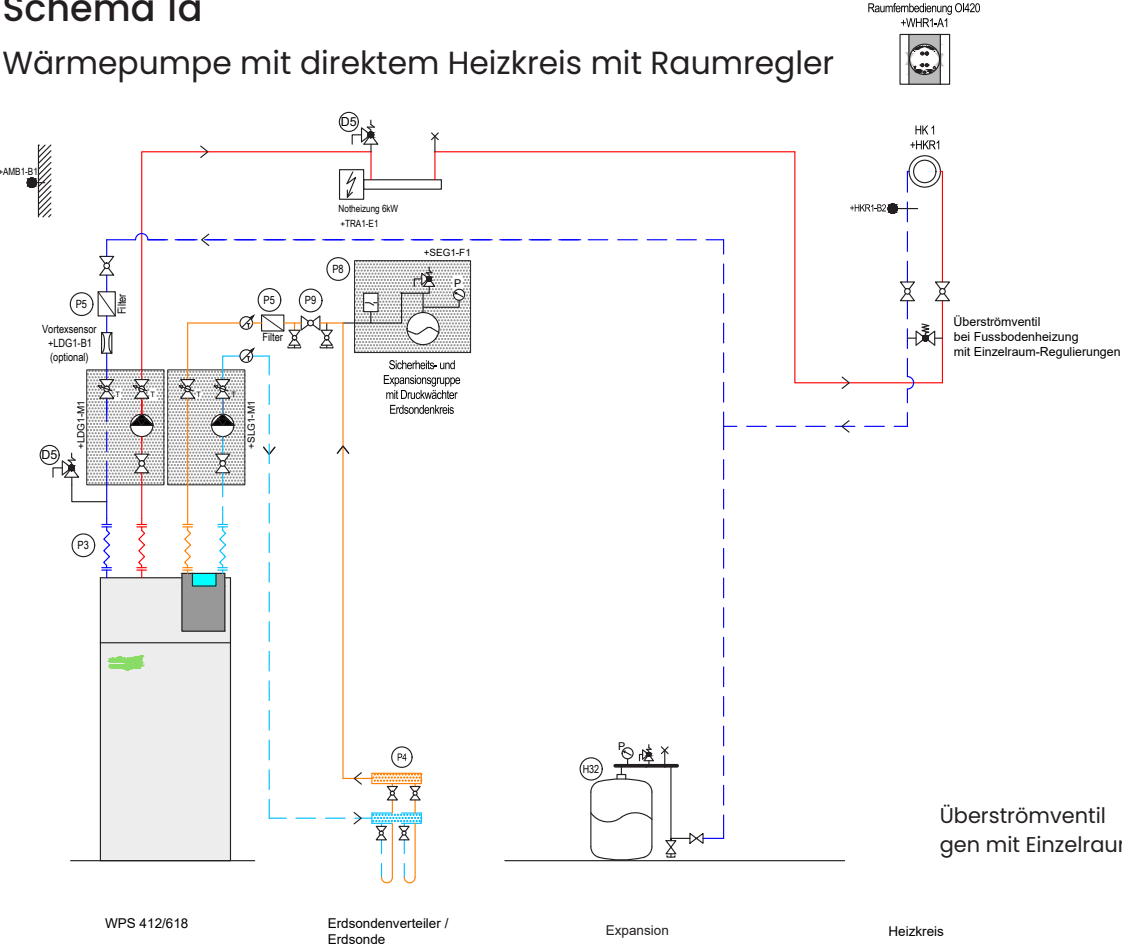 Schema 1a
Wärmepumpe mit direktem Heizkreis mit Raumregler
Raumfernbedienung OI420
+WHR1-A1
HK 1
+HKR1
+HKR1-B2
+AMB1-B1
D5
Notheizung 6kW
+TRA1-E1
+SEG1-F1
P8
P
P5
Filter
P5
P9
Filter
Vortexsensor
+LDG1-B1
(optional)
Sicherheits- und
Expansionsgruppe
mit Druckwächter
Erdsondenkreis
Überströmventil
bei Fussbodenheizung
mit Einzelraum-Regulierungen
T
T
T
T
+LDG1-M1
+SLG1-M1
D5
P3
P4
P
H32
Überströmventil
gen mit Einzelraum
WPS 412/618
Erdsondenverteiler /
Erdsonde
Expansion
Heizkreis